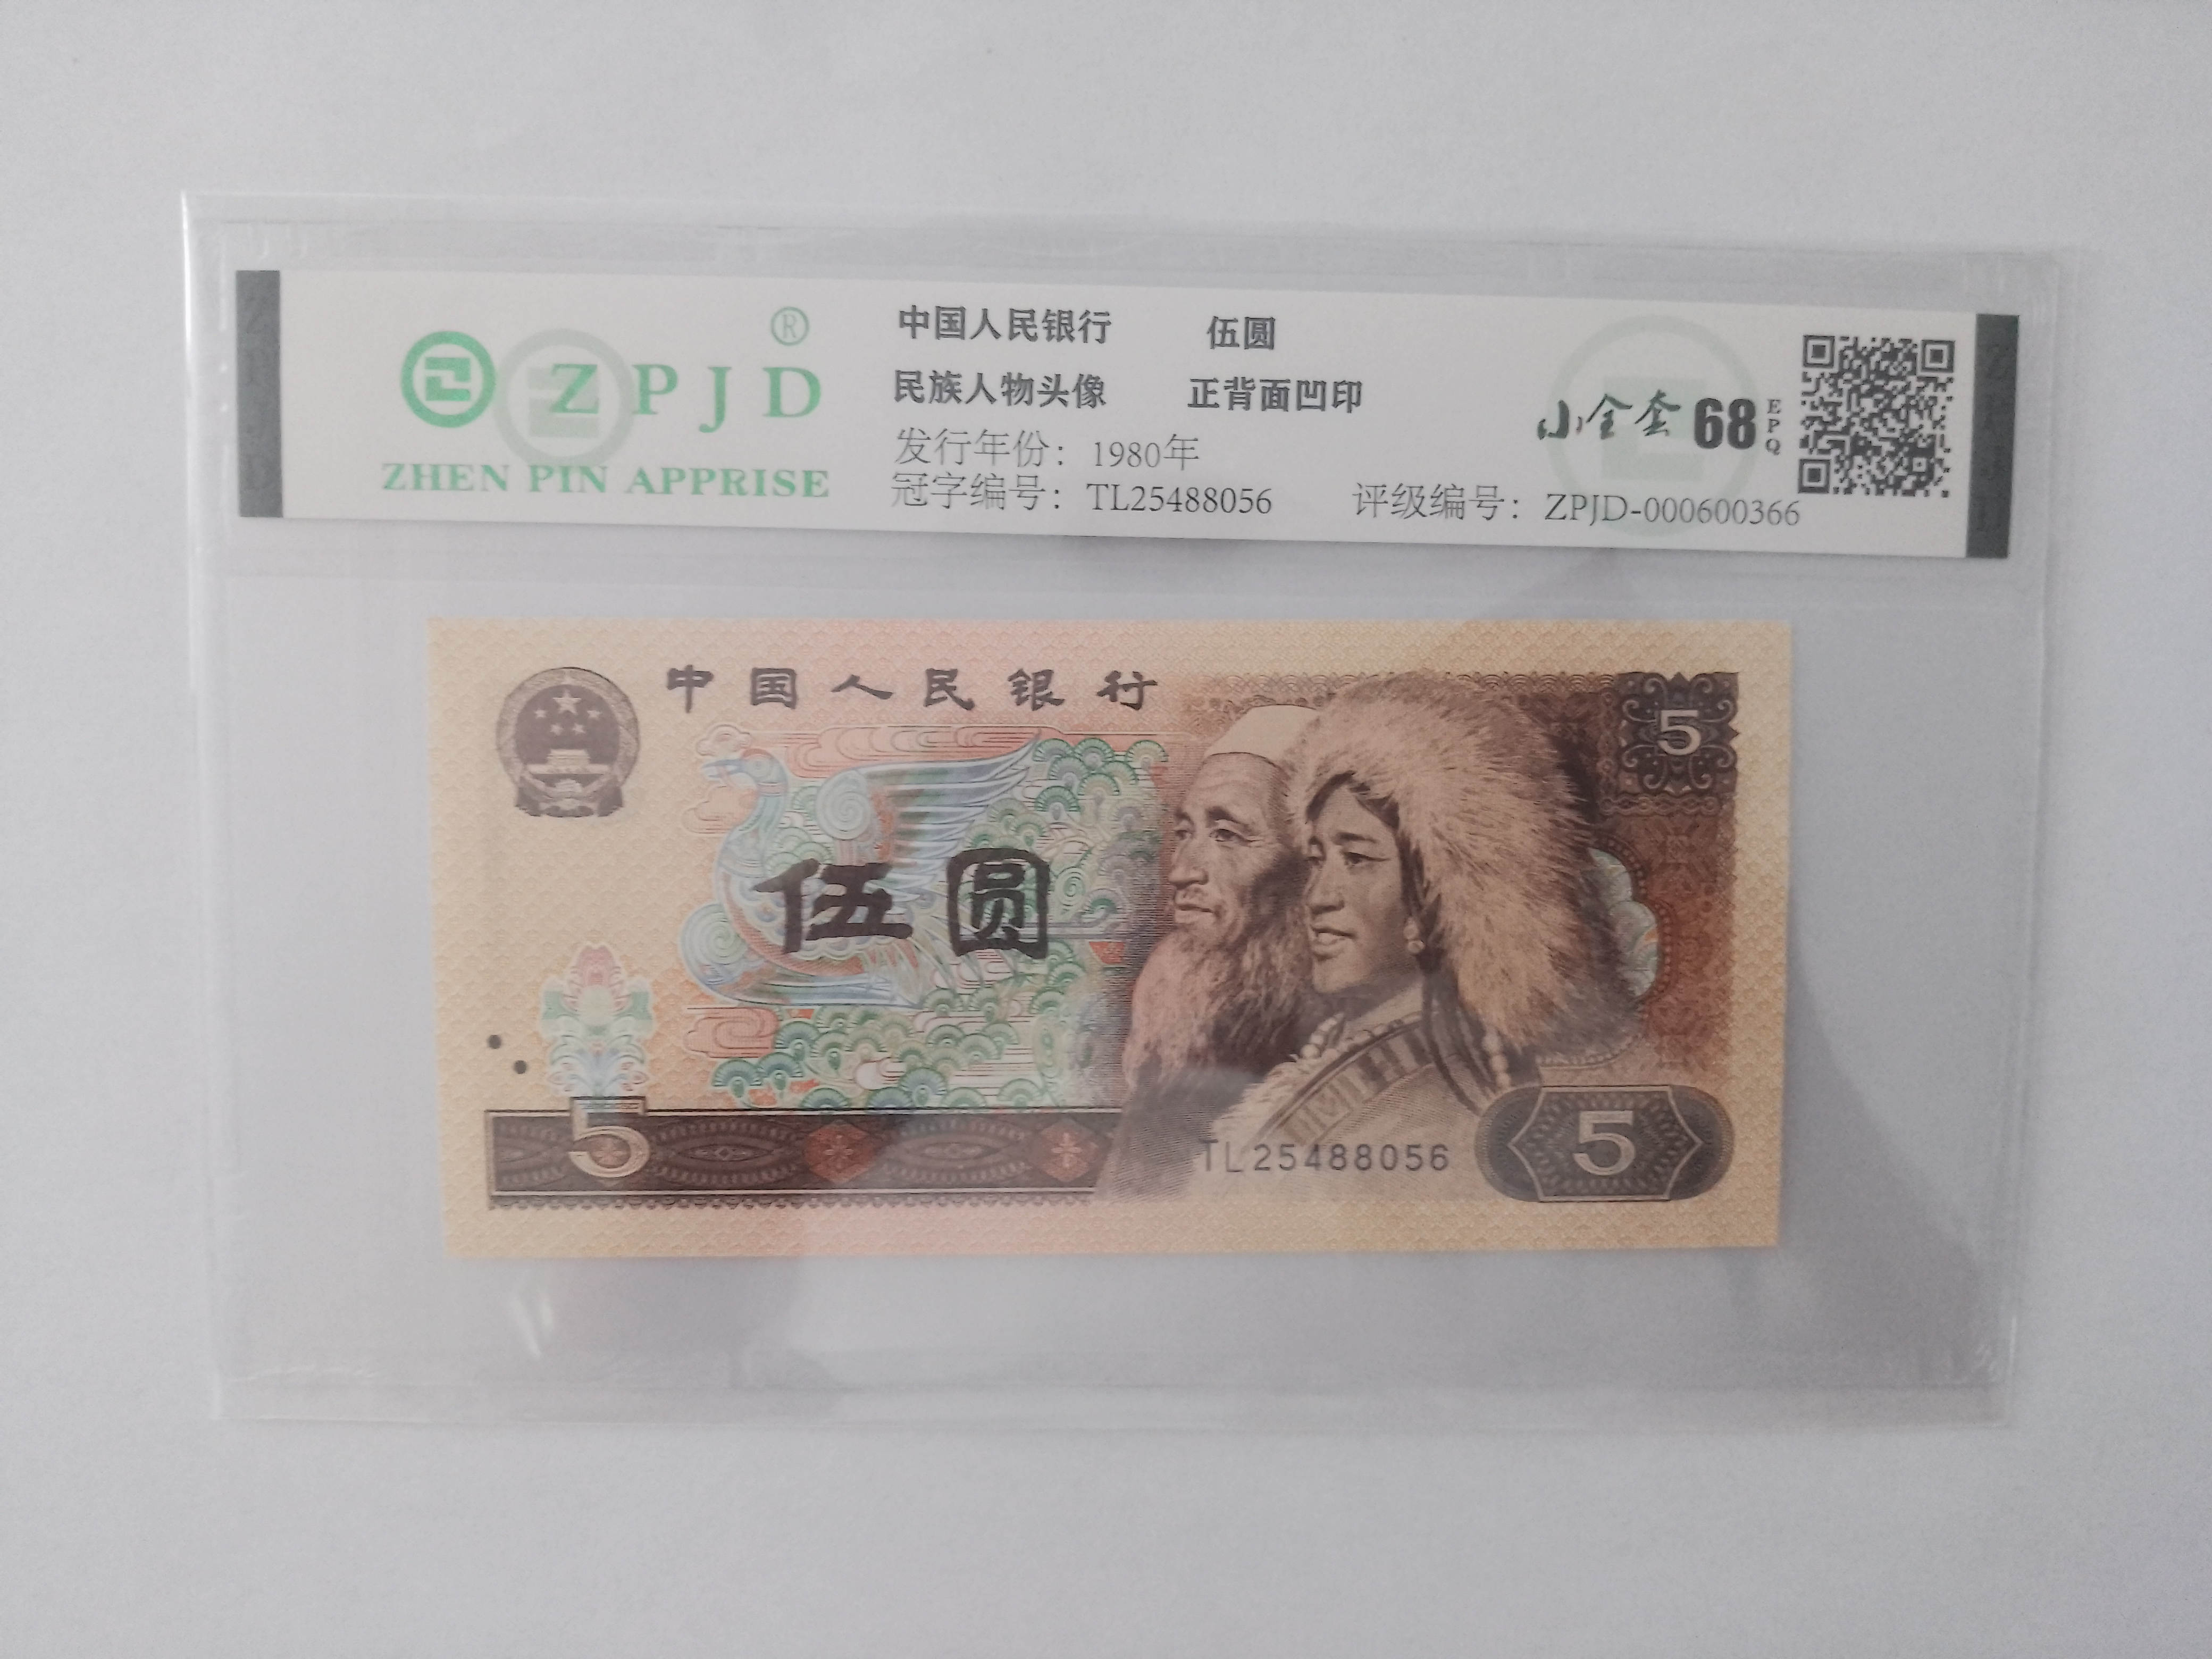 ZPJD®
ZHEN PIN APPRISE
中国人民银行 伍圆
民族人物头像 正背面凹印
发行年份：1980年
冠字编号：TL25488056 评级编号：ZPJD-000600366
小全套 68 EPQ
中国人民银行
5
伍圆
5
TL25488056
5